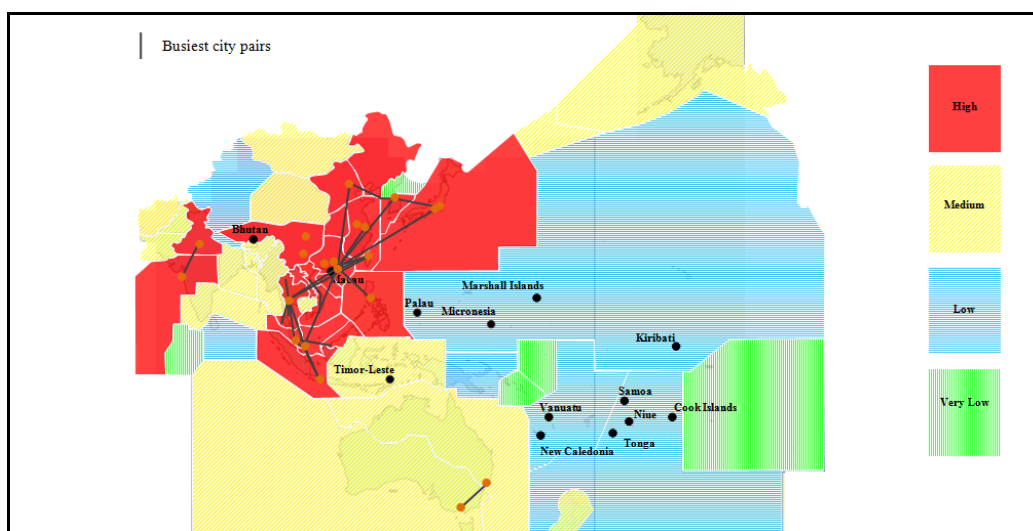 Busiest city pairs
High
Medium
Bhutan
Macau
Marshall Islands
Palau
Micronesia
Low
Kiribati
Timor-Leste
Samoa
Very Low
Vanuatu
Niue
Cook Islands
Tonga
New Caledonia